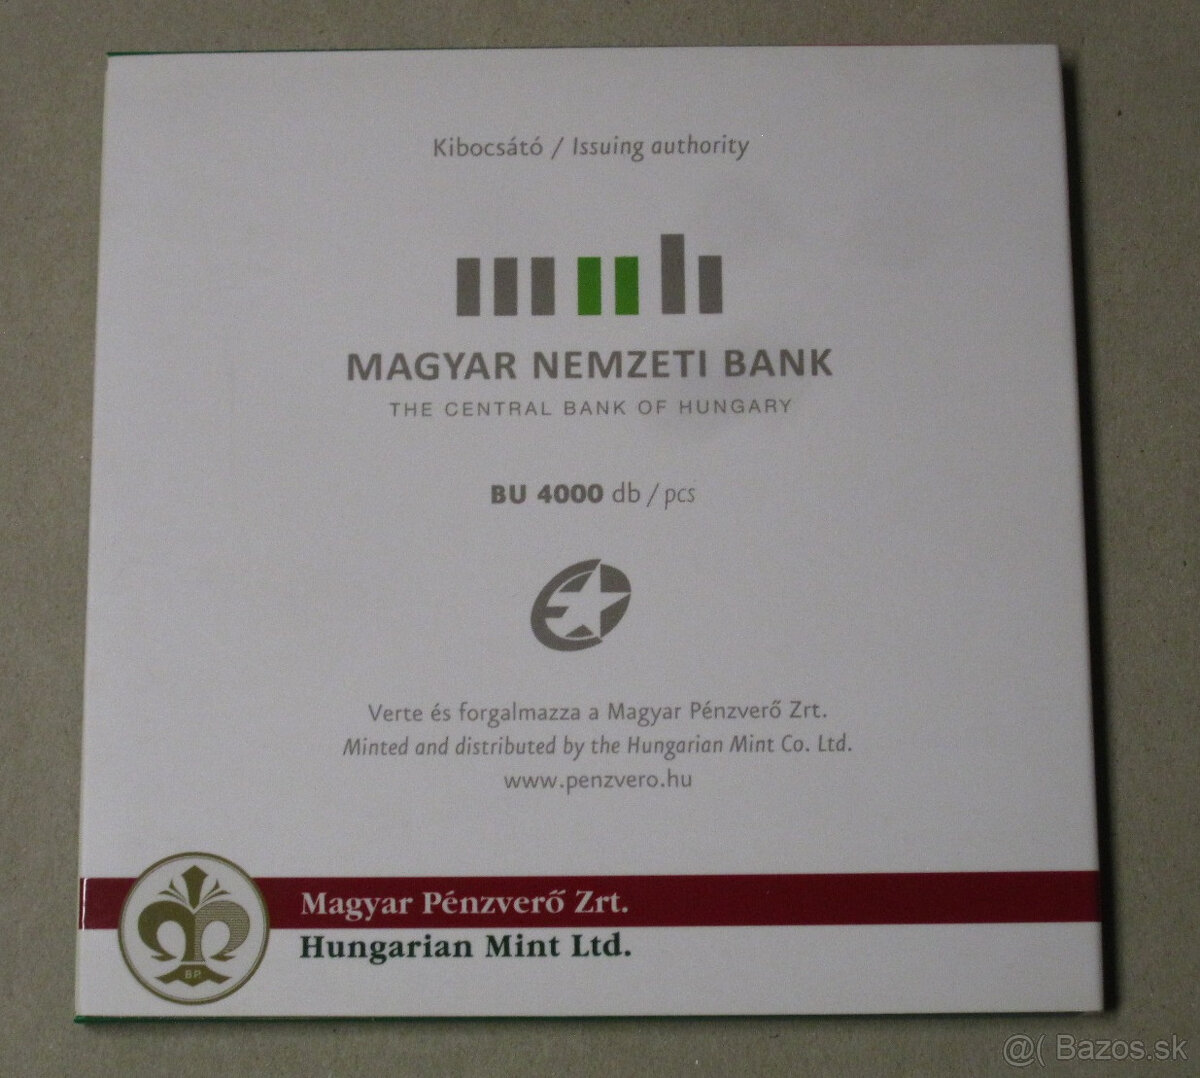 Kibocsátó / Issuing authority
MAGYAR NEMZETI BANK
THE CENTRAL BANK OF HUNGARY
BU 4000 db / pcs
Verte és forgalmazza a Magyar Pénzverő Zrt.
Minted and distributed by the Hungarian Mint Co. Ltd.
www.penzvero.hu
Magyar Pénzverő Zrt.
Hungarian Mint Ltd.
B.P.
@( Bazos.sk